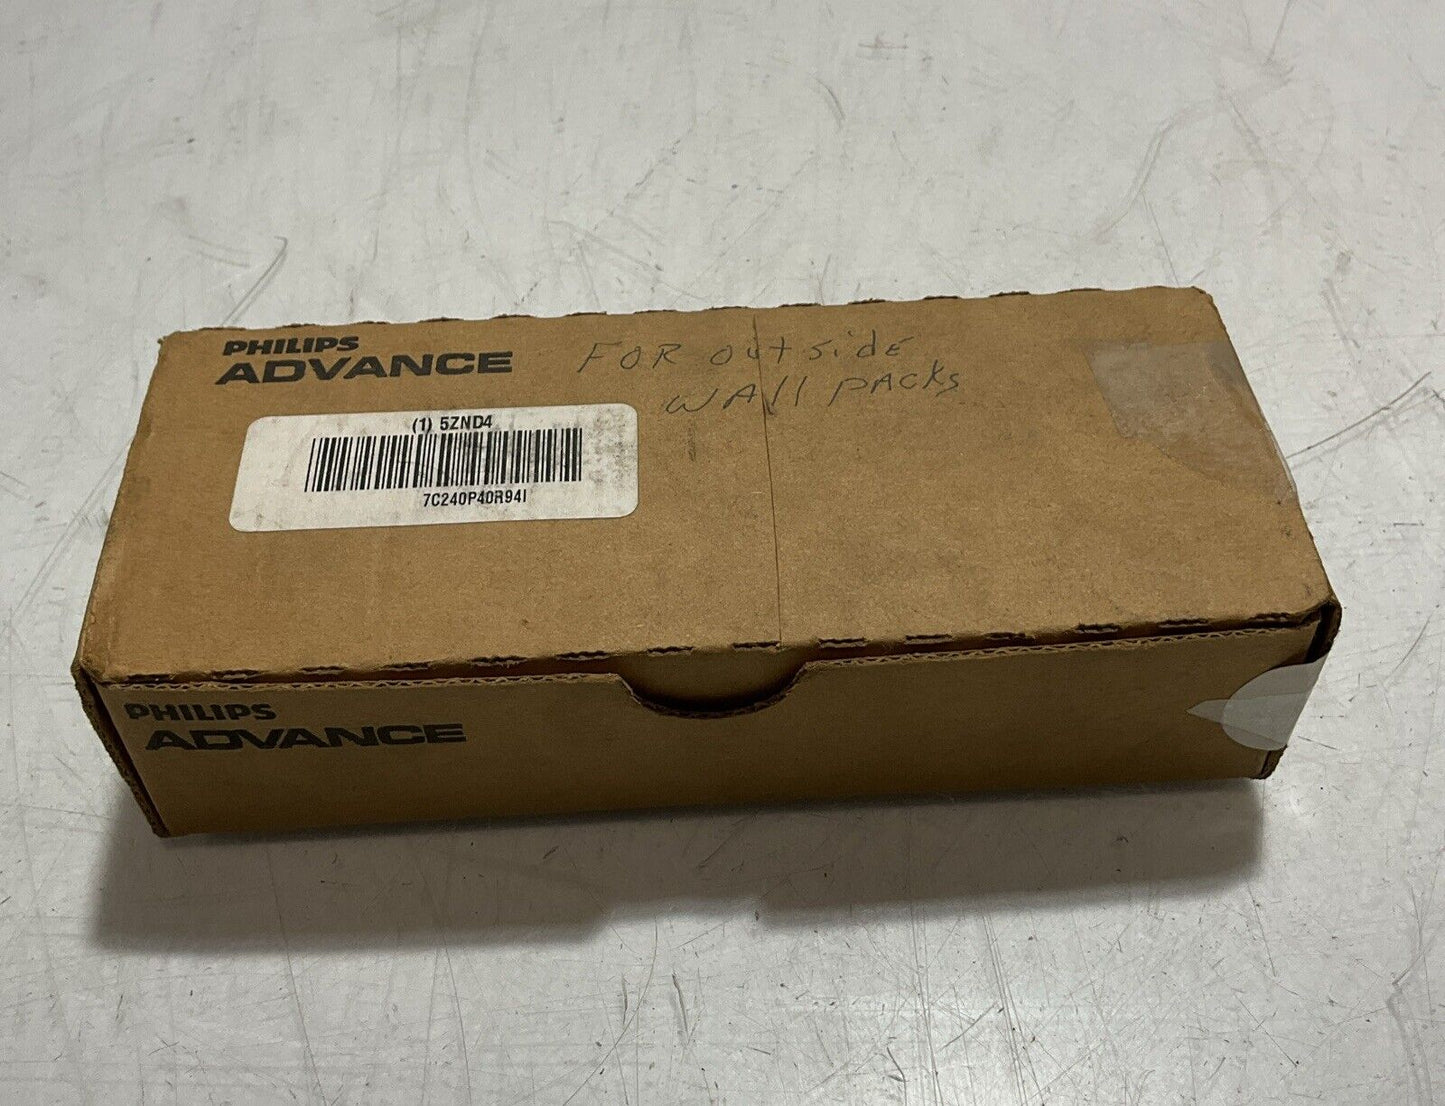 PHILIPS
ADVANCE
FOR Outside
WAll PACKs
(1) 5ZND4
7C240P40R94I
PHILIPS
ADVANCE